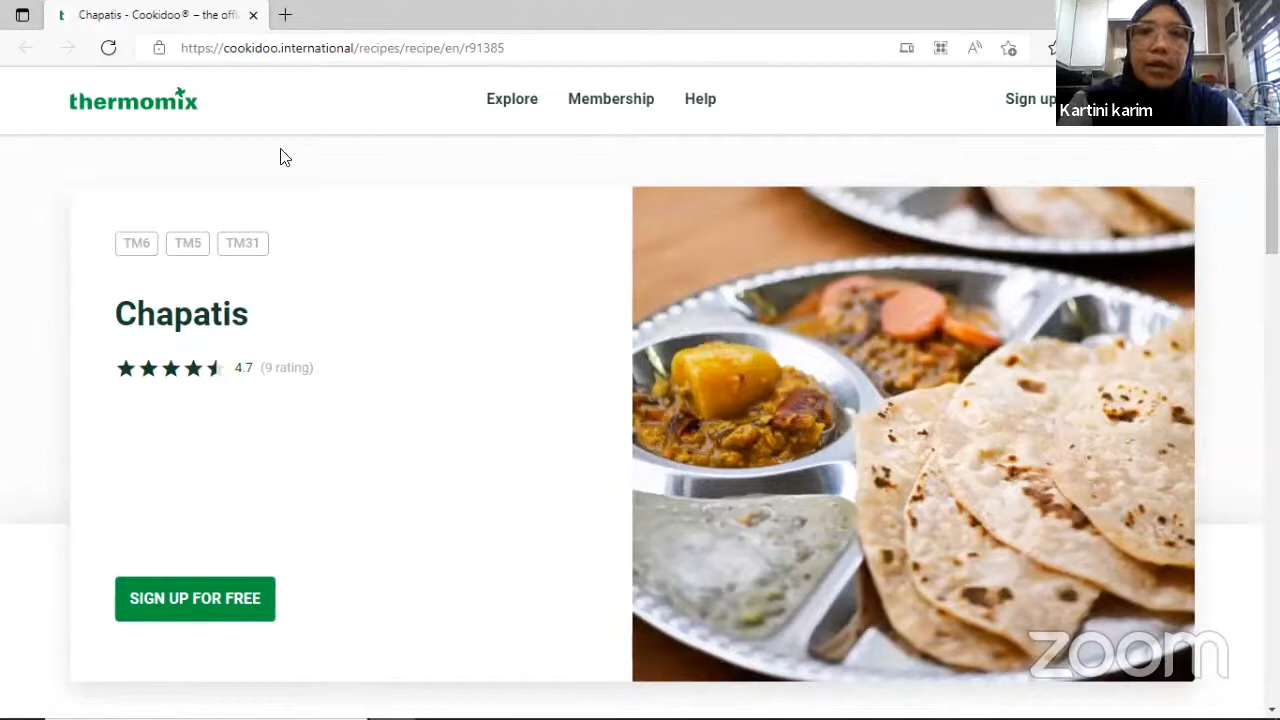 Chapatis - Cookidoo® – the offi
https://cookidoo.international/recipes/recipe/en/r91385
thermomix
Explore Membership Help Sign up
Kartini karim
TM6 TM5 TM31
Chapatis
4.7 (9 rating)
SIGN UP FOR FREE
zoom